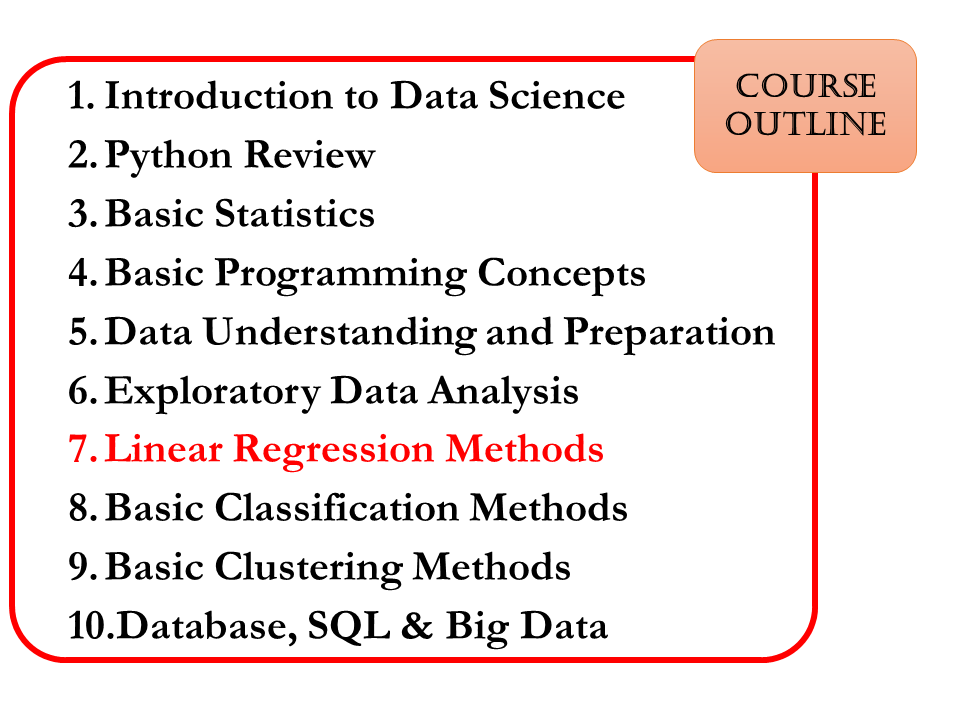 COURSE
OUTLINE
1. Introduction to Data Science
2. Python Review
3. Basic Statistics
4. Basic Programming Concepts
5. Data Understanding and Preparation
6. Exploratory Data Analysis
7. Linear Regression Methods
8. Basic Classification Methods
9. Basic Clustering Methods
10.Database, SQL & Big Data